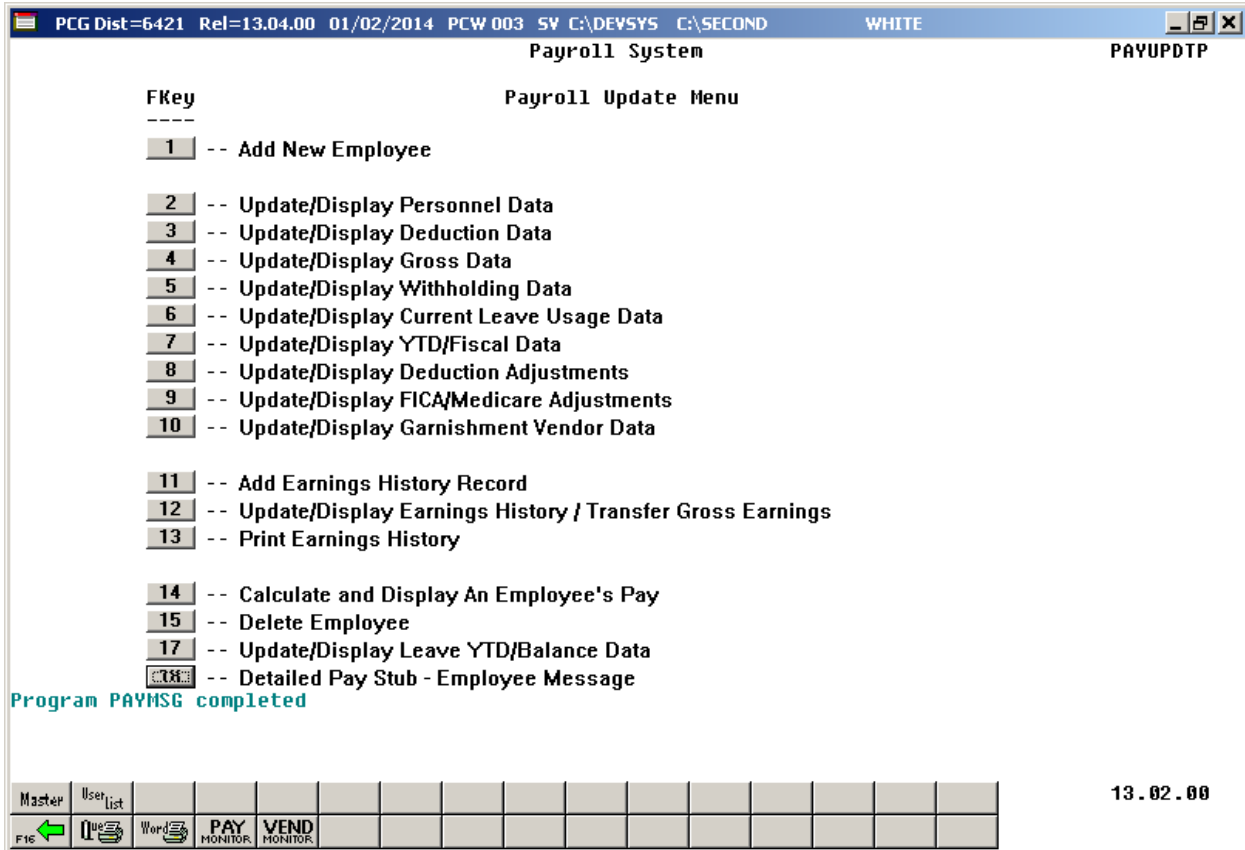 PCG Dist=6421 Rel=13.04.00 01/02/2014 PCW 003 SV C:\DEVSYS C:\SECOND WHITE
Payroll System PAYUPDTP
FKey Payroll Update Menu
----
1 -- Add New Employee
2 -- Update/Display Personnel Data
3 -- Update/Display Deduction Data
4 -- Update/Display Gross Data
5 -- Update/Display Withholding Data
6 -- Update/Display Current Leave Usage Data
7 -- Update/Display YTD/Fiscal Data
8 -- Update/Display Deduction Adjustments
9 -- Update/Display FICA/Medicare Adjustments
10 -- Update/Display Garnishment Vendor Data
11 -- Add Earnings History Record
12 -- Update/Display Earnings History / Transfer Gross Earnings
13 -- Print Earnings History
14 -- Calculate and Display An Employee's Pay
15 -- Delete Employee
17 -- Update/Display Leave YTD/Balance Data
18 -- Detailed Pay Stub - Employee Message
Program PAYMSG completed
Master User List 13.02.00
F16 Que Word PAY MONITOR VEND MONITOR